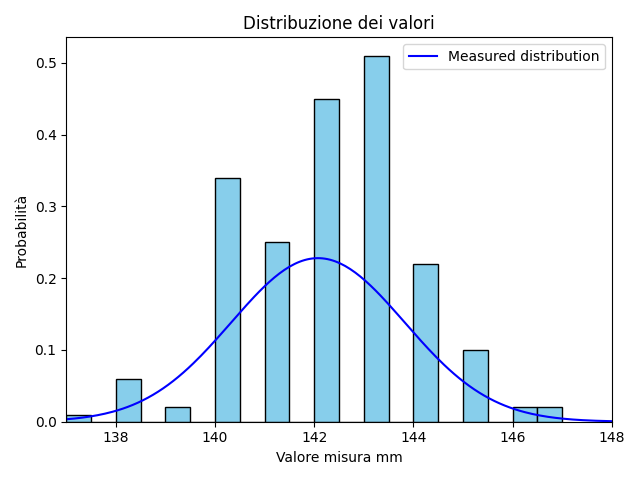 Distribuzione dei valori
Measured distribution
0.5
0.4
0.3
0.2
0.1
0.0
Probabilità
138 140 142 144 146 148
Valore misura mm